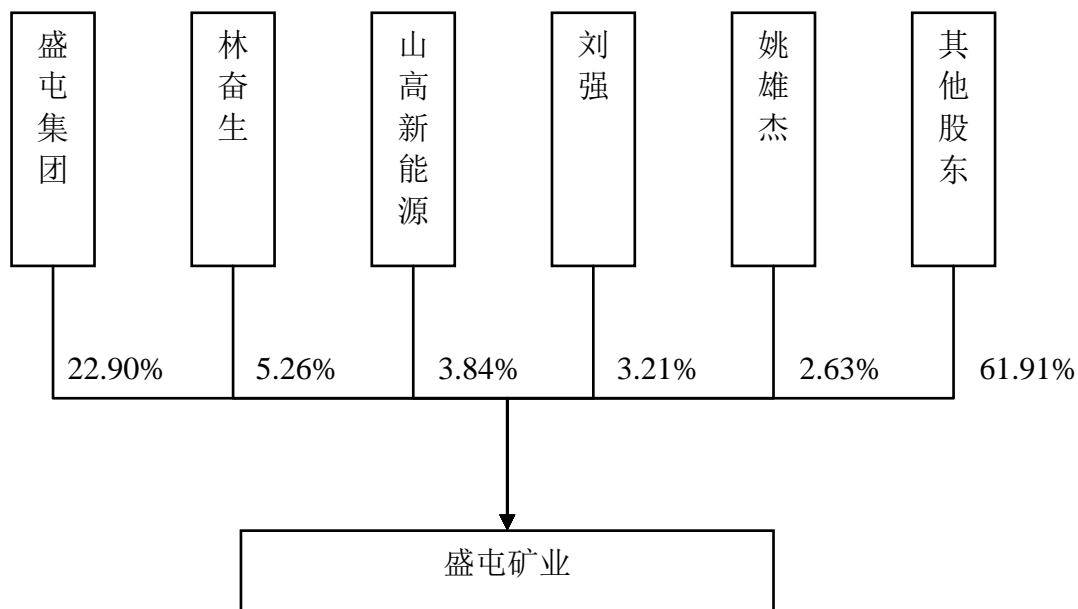 盛屯集团
林奋生
山高新能源
刘强
姚雄杰
其他股东
22.90%
5.26%
3.84%
3.21%
2.63%
61.91%
盛屯矿业